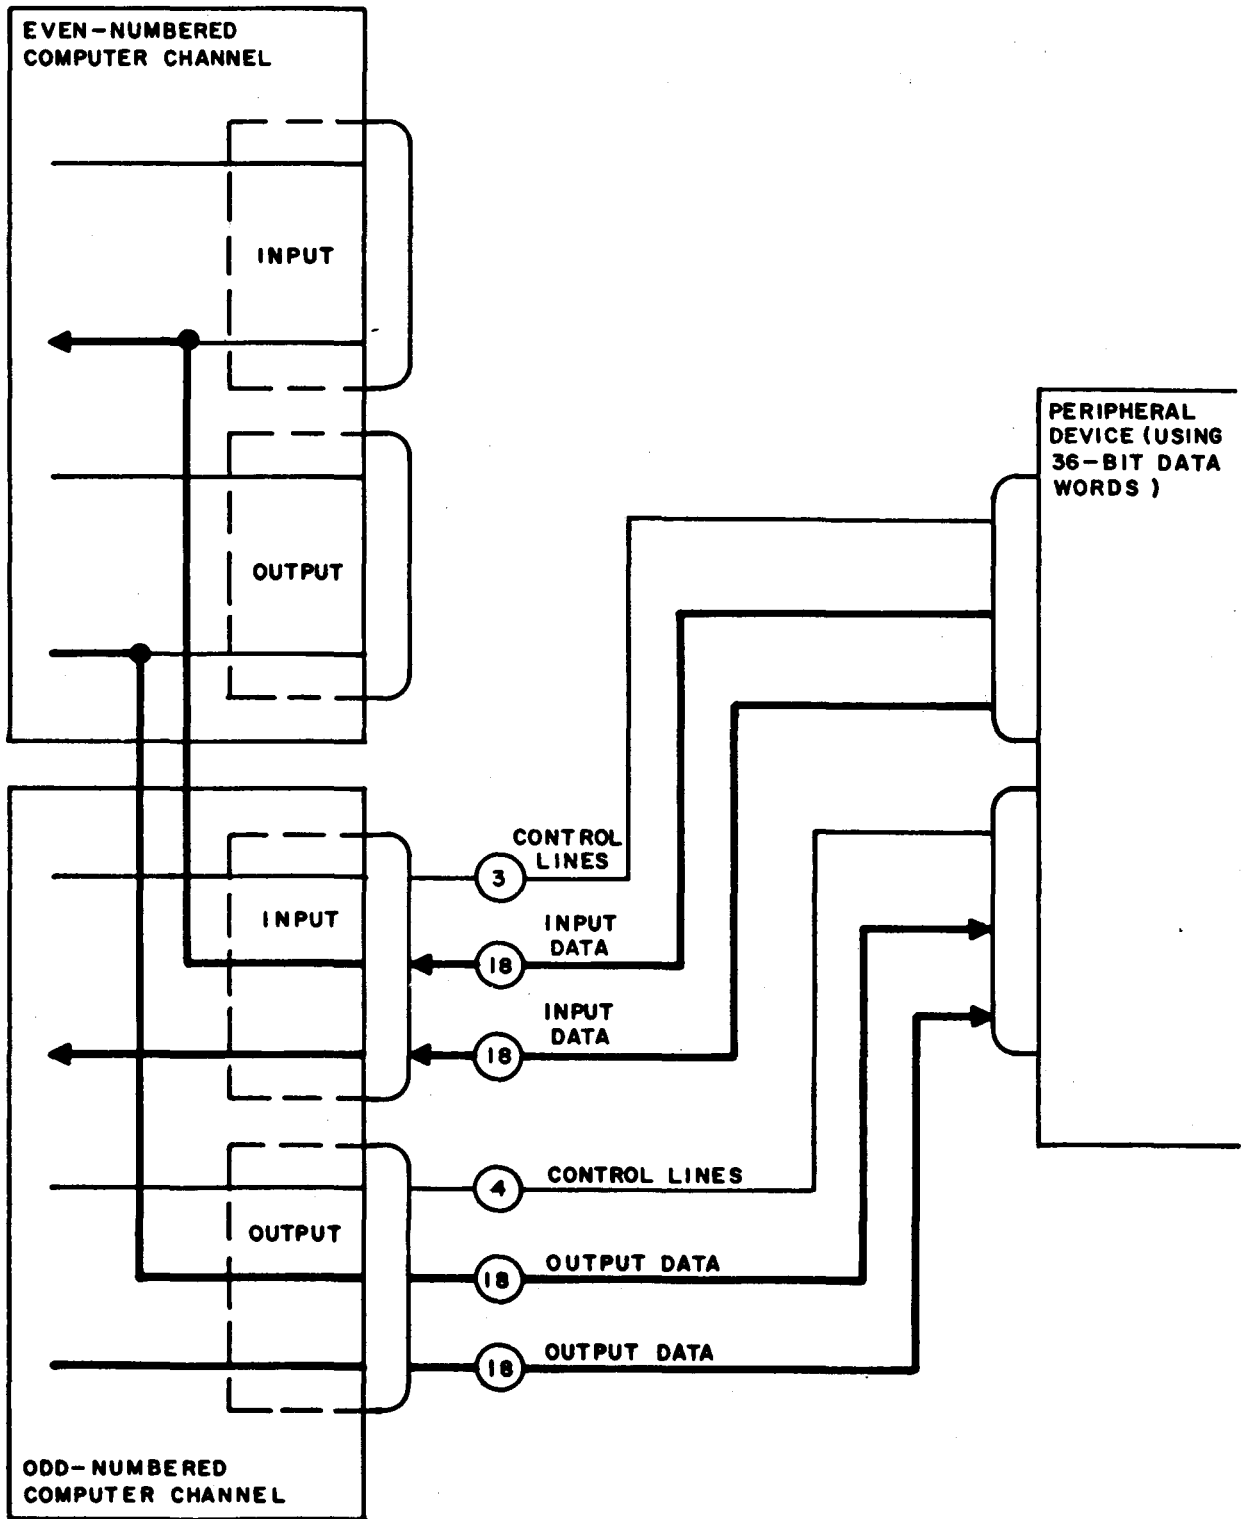 EVEN-NUMBERED
COMPUTER CHANNEL
INPUT
OUTPUT
PERIPHERAL
DEVICE (USING
36-BIT DATA
WORDS)
CONTROL
LINES
3
INPUT
INPUT
DATA
18
INPUT
DATA
18
4
CONTROL LINES
OUTPUT
18
OUTPUT DATA
18
OUTPUT DATA
ODD-NUMBERED
COMPUTER CHANNEL